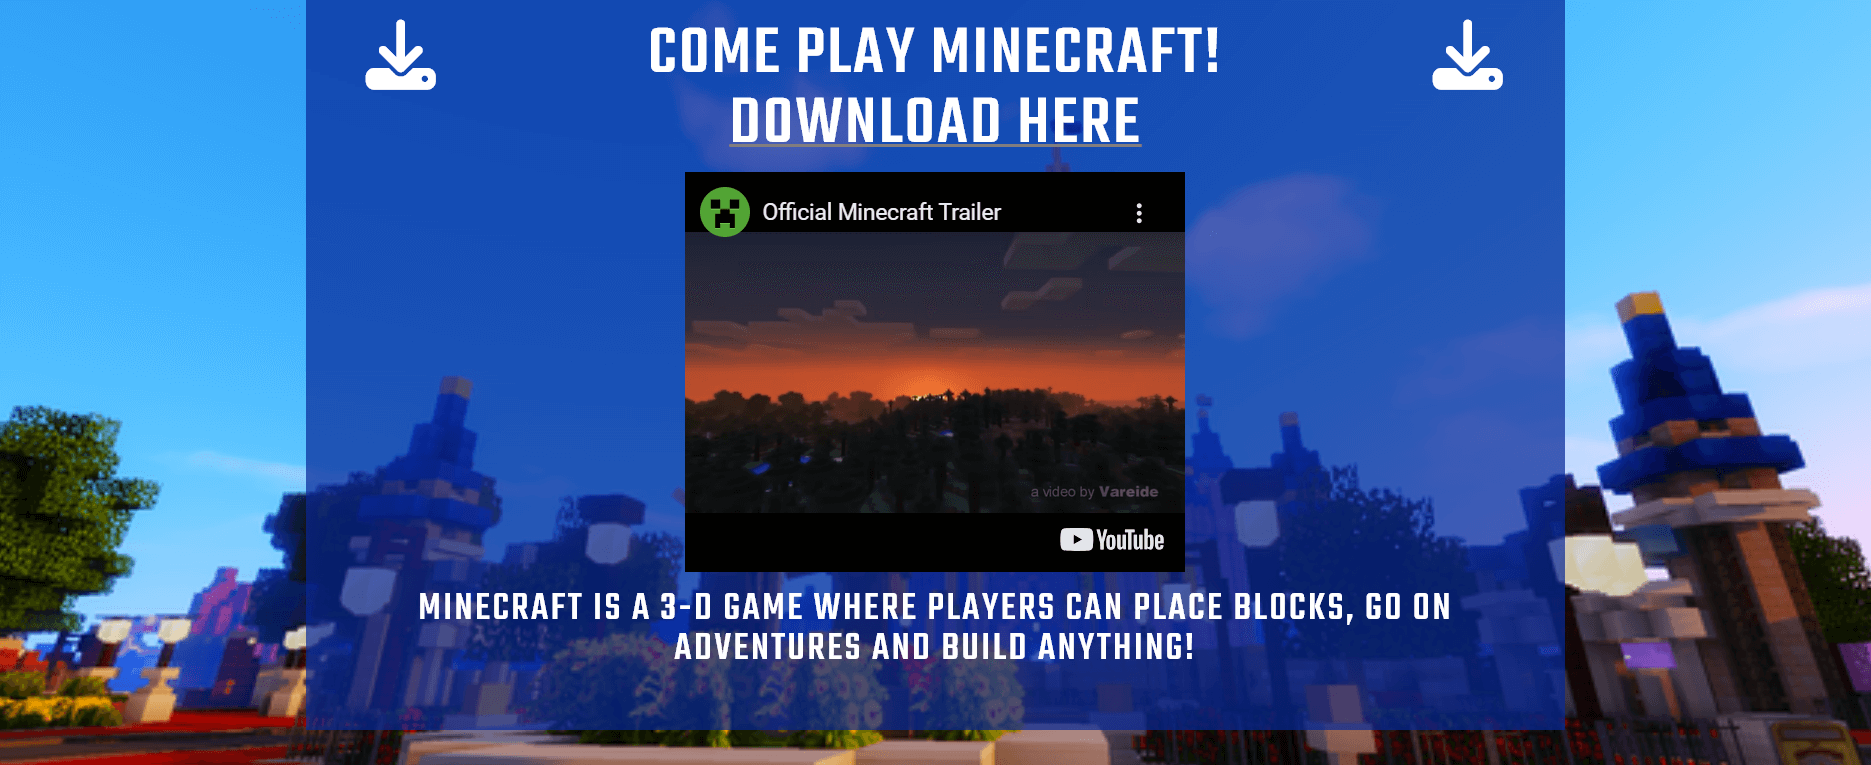 COME PLAY MINECRAFT!
DOWNLOAD HERE
Official Minecraft Trailer
a video by Vareide
YouTube
MINECRAFT IS A 3-D GAME WHERE PLAYERS CAN PLACE BLOCKS, GO ON
ADVENTURES AND BUILD ANYTHING!